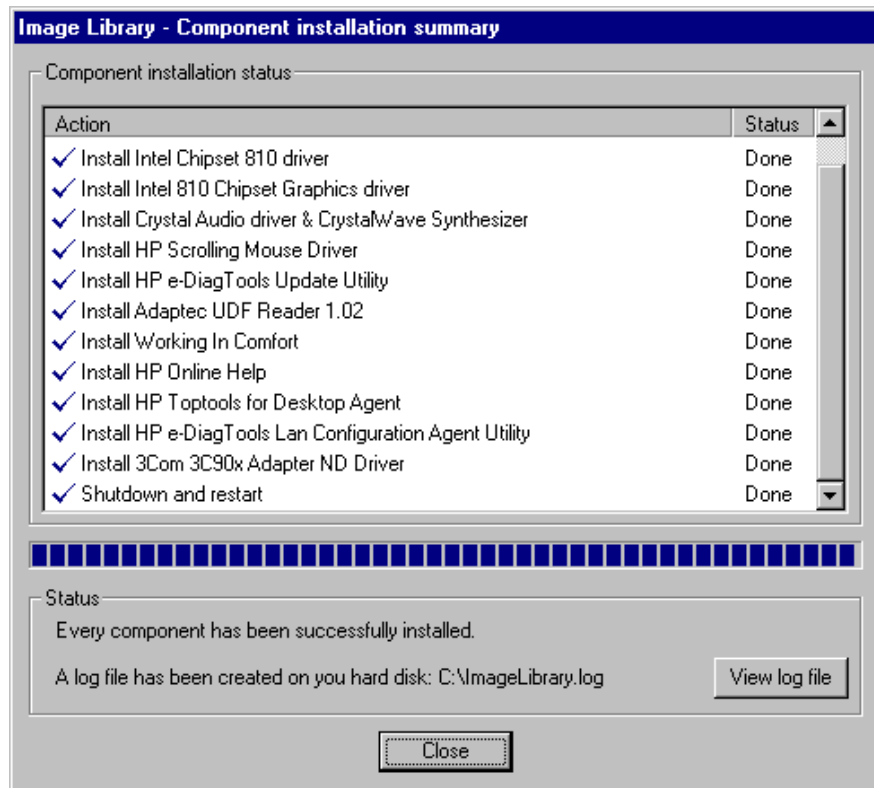 Image Library - Component installation summary
Component installation status
Action Status
Install Intel Chipset 810 driver Done
Install Intel 810 Chipset Graphics driver Done
Install Crystal Audio driver & CrystalWave Synthesizer Done
Install HP Scrolling Mouse Driver Done
Install HP e-DiagTools Update Utility Done
Install Adaptec UDF Reader 1.02 Done
Install Working In Comfort Done
Install HP Online Help Done
Install HP Toptools for Desktop Agent Done
Install HP e-DiagTools Lan Configuration Agent Utility Done
Install 3Com 3C90x Adapter ND Driver Done
Shutdown and restart Done
Status
Every component has been successfully installed.
A log file has been created on you hard disk: C:\ImageLibrary.log View log file
Close